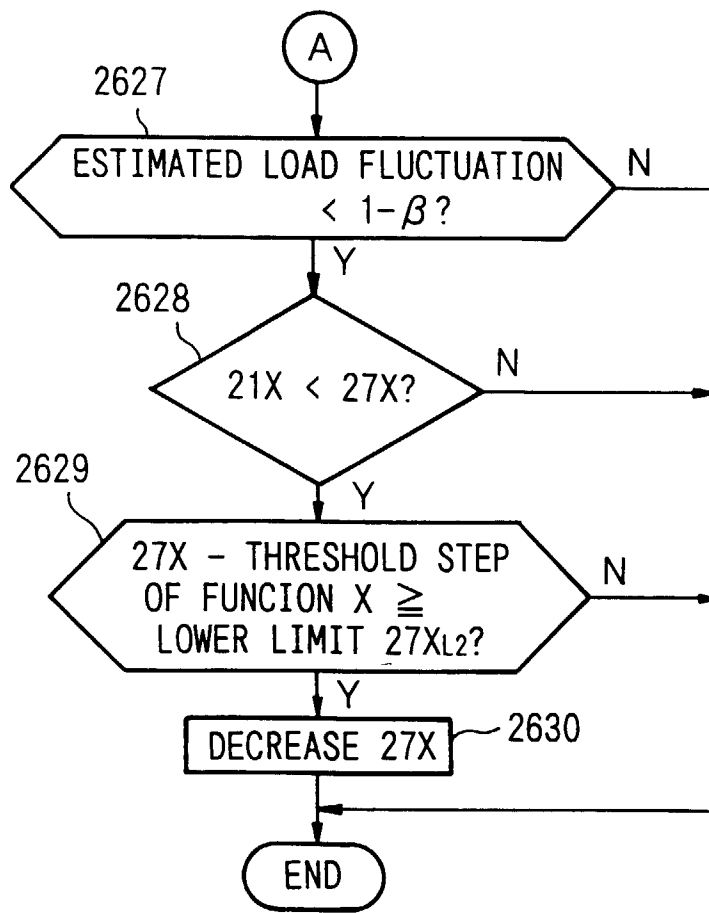 A
2627
ESTIMATED LOAD FLUCTUATION
< 1-β?
N
Y
2628
21X < 27X?
N
Y
2629
27X - THRESHOLD STEP
OF FUNCION X ≧
LOWER LIMIT 27XL2?
N
Y
DECREASE 27X
2630
END